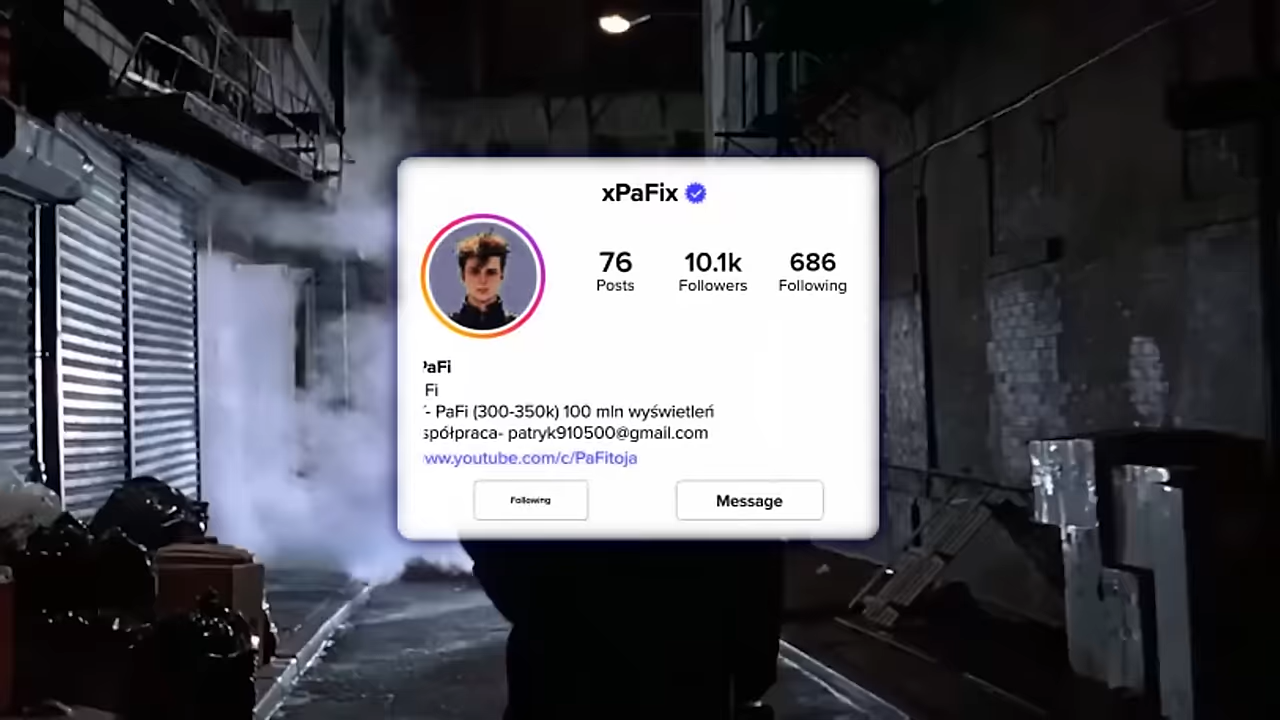 xPaFix
76 10.1k 686
Posts Followers Following
PaFi
Fi
- PaFi (300-350k) 100 mln wyświetleń
spółpraca- patryk910500@gmail.com
www.youtube.com/c/PaFitoja
Following Message